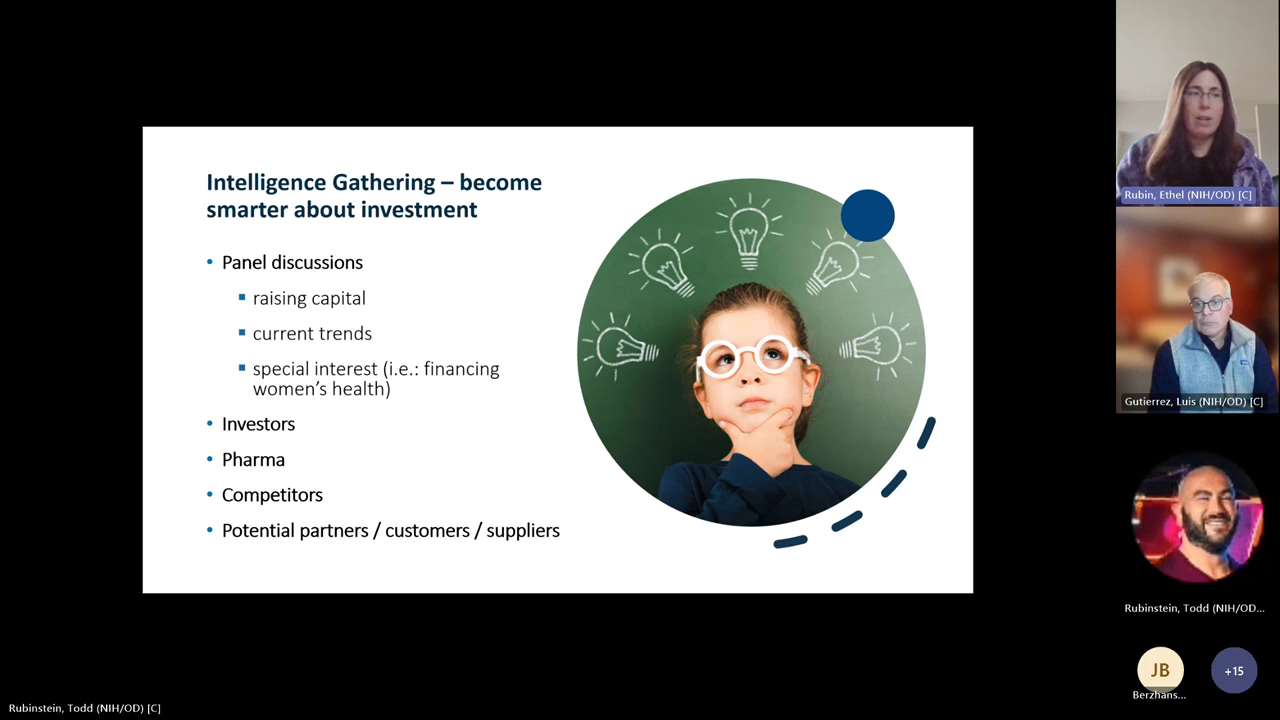 Intelligence Gathering – become
smarter about investment
• Panel discussions
▪ raising capital
▪ current trends
▪ special interest (i.e.: financing
women’s health)
• Investors
• Pharma
• Competitors
• Potential partners / customers / suppliers
Rubin, Ethel (NIH/OD) [C]
Gutierrez, Luis (NIH/OD) [C]
Rubinstein, Todd (NIH/OD...
JB
Berzhans...
+15
Rubinstein, Todd (NIH/OD) [C]